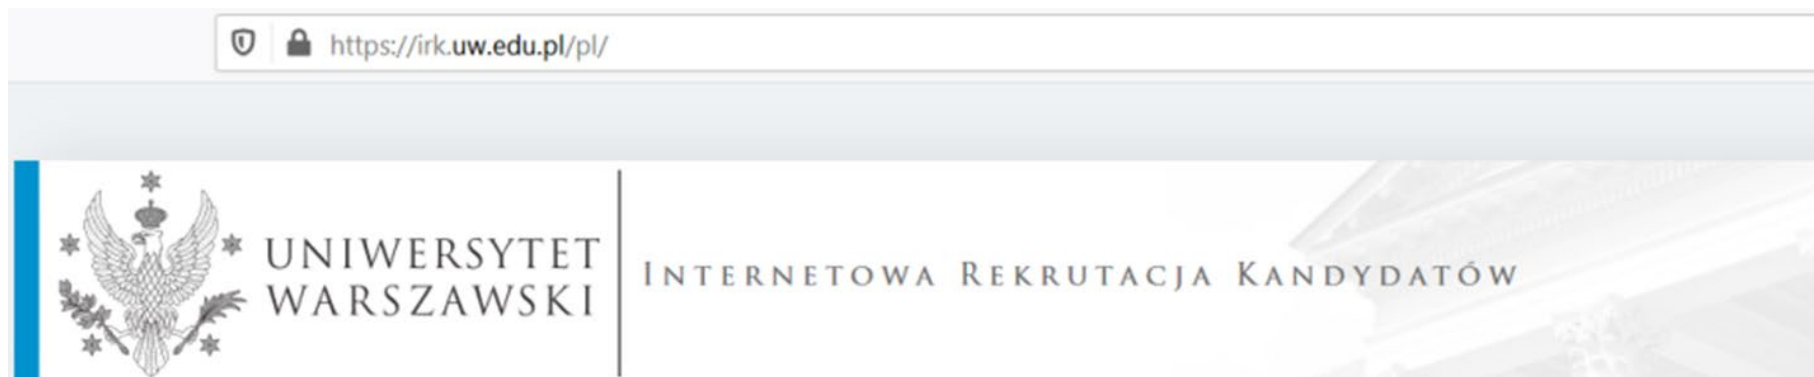 https://irk.uw.edu.pl/pl/
UNIWERSYTET
WARSZAWSKI
INTERNETOWA REKRUTACJA KANDYDATÓW